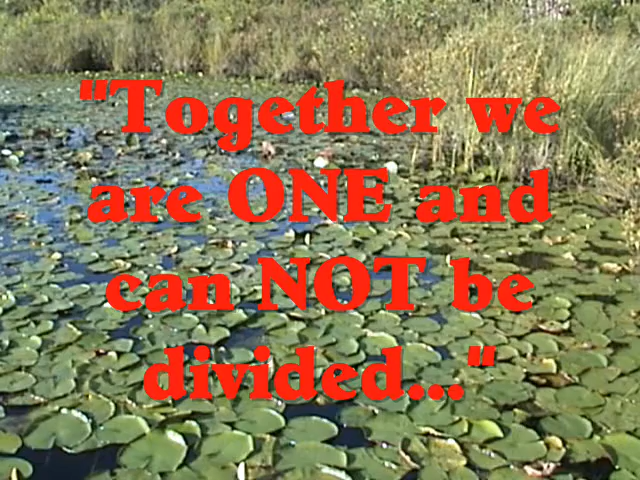 "Together we
are ONE and
can NOT be
divided..."